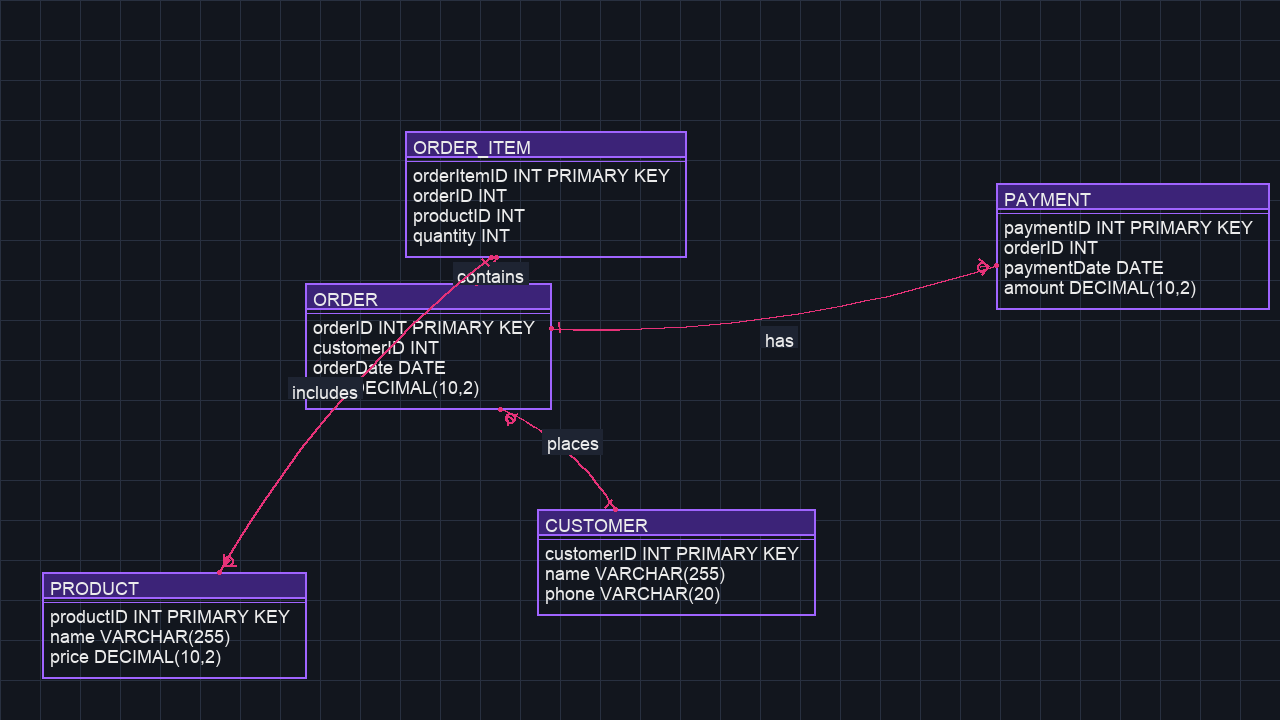 ORDER_ITEM
orderItemID INT PRIMARY KEY
orderID INT
productID INT
quantity INT
contains
PAYMENT
paymentID INT PRIMARY KEY
orderID INT
paymentDate DATE
amount DECIMAL(10,2)
ORDER
orderID INT PRIMARY KEY
customerID INT
orderDate DATE
ECIMAL(10,2)
includes
has
places
CUSTOMER
customerID INT PRIMARY KEY
name VARCHAR(255)
phone VARCHAR(20)
PRODUCT
productID INT PRIMARY KEY
name VARCHAR(255)
price DECIMAL(10,2)